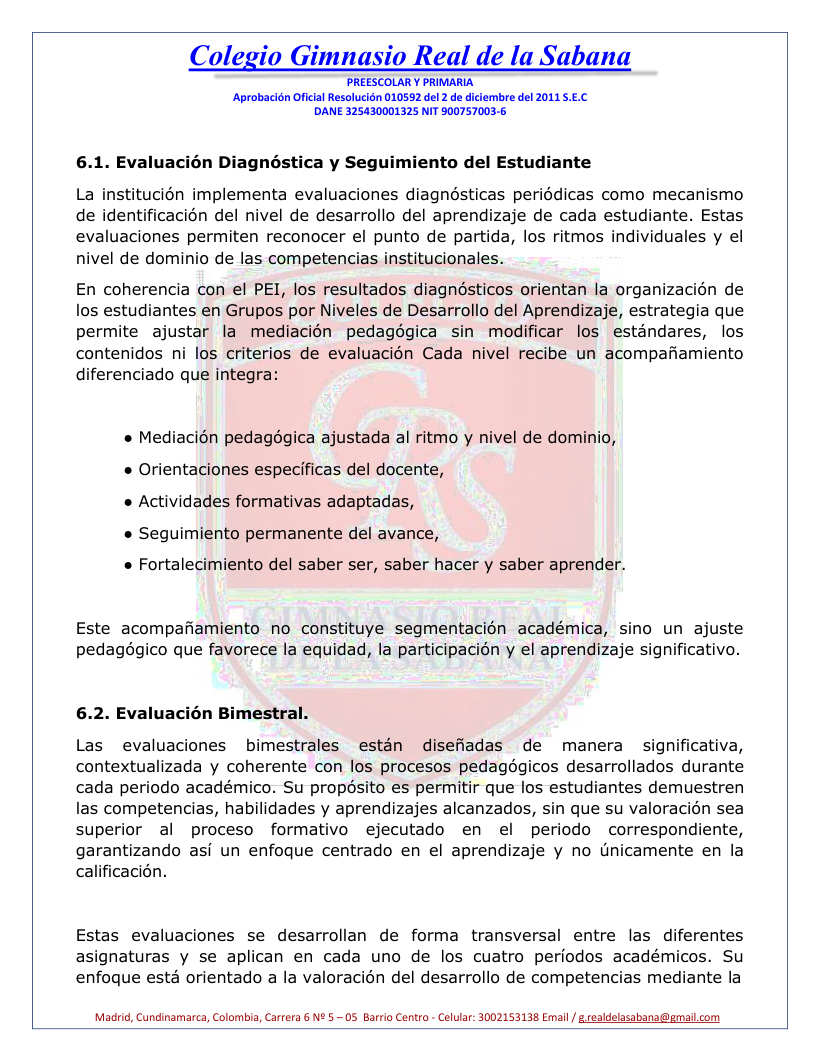 Colegio Gimnasio Real de la Sabana
PREESCOLAR Y PRIMARIA
Aprobación Oficial Resolución 010592 del 2 de diciembre del 2011 S.E.C
DANE 325430001325 NIT 900757003-6
6.1. Evaluación Diagnóstica y Seguimiento del Estudiante
La institución implementa evaluaciones diagnósticas periódicas como mecanismo
de identificación del nivel de desarrollo del aprendizaje de cada estudiante. Estas
evaluaciones permiten reconocer el punto de partida, los ritmos individuales y el
nivel de dominio de las competencias institucionales.
En coherencia con el PEI, los resultados diagnósticos orientan la organización de
los estudiantes en Grupos por Niveles de Desarrollo del Aprendizaje, estrategia que
permite ajustar la mediación pedagógica sin modificar los estándares, los
contenidos ni los criterios de evaluación Cada nivel recibe un acompañamiento
diferenciado que integra:
● Mediación pedagógica ajustada al ritmo y nivel de dominio,
● Orientaciones específicas del docente,
● Actividades formativas adaptadas,
● Seguimiento permanente del avance,
● Fortalecimiento del saber ser, saber hacer y saber aprender.
Este acompañamiento no constituye segmentación académica, sino un ajuste
pedagógico que favorece la equidad, la participación y el aprendizaje significativo.
6.2. Evaluación Bimestral.
Las evaluaciones bimestrales están diseñadas de manera significativa,
contextualizada y coherente con los procesos pedagógicos desarrollados durante
cada periodo académico. Su propósito es permitir que los estudiantes demuestren
las competencias, habilidades y aprendizajes alcanzados, sin que su valoración sea
superior al proceso formativo ejecutado en el periodo correspondiente,
garantizando así un enfoque centrado en el aprendizaje y no únicamente en la
calificación.
Estas evaluaciones se desarrollan de forma transversal entre las diferentes
asignaturas y se aplican en cada uno de los cuatro períodos académicos. Su
enfoque está orientado a la valoración del desarrollo de competencias mediante la
Madrid, Cundinamarca, Colombia, Carrera 6 Nº 5 – 05 Barrio Centro - Celular: 3002153138 Email / g.realdelasabana@gmail.com
COLEGIO
GRS
GIMNASIO REAL
DE LA SABANA